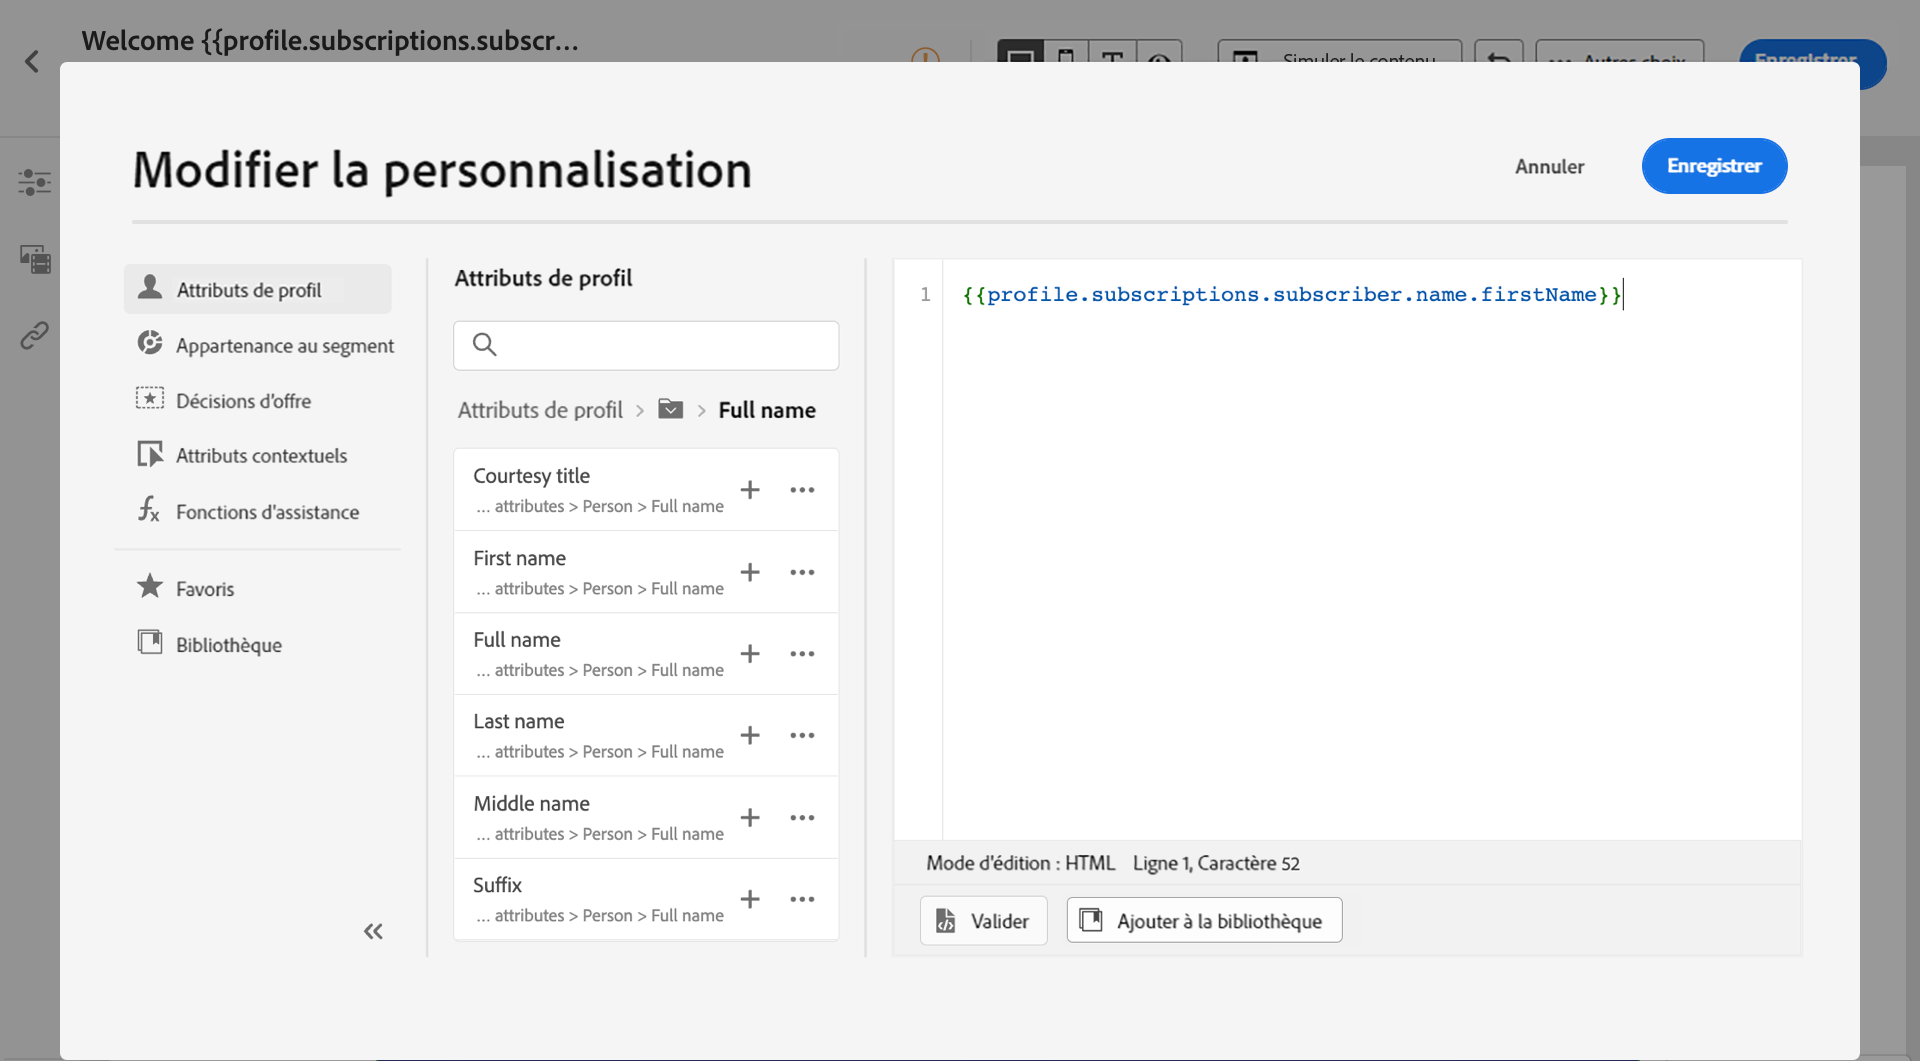 Welcome {{profile.subscriptions.subscr...
Simuler le contenu
Autres choix
Enregistrer
Modifier la personnalisation
Annuler
Enregistrer
Attributs de profil
Appartenance au segment
Décisions d'offre
Attributs contextuels
Fonctions d'assistance
Favoris
Bibliothèque
Attributs de profil
Attributs de profil > Full name
Courtesy title
... attributes > Person > Full name
First name
... attributes > Person > Full name
Full name
... attributes > Person > Full name
Last name
... attributes > Person > Full name
Middle name
... attributes > Person > Full name
Suffix
... attributes > Person > Full name
1 {{profile.subscriptions.subscriber.name.firstName}}
Mode d'édition : HTML Ligne 1, Caractère 52
Valider
Ajouter à la bibliothèque